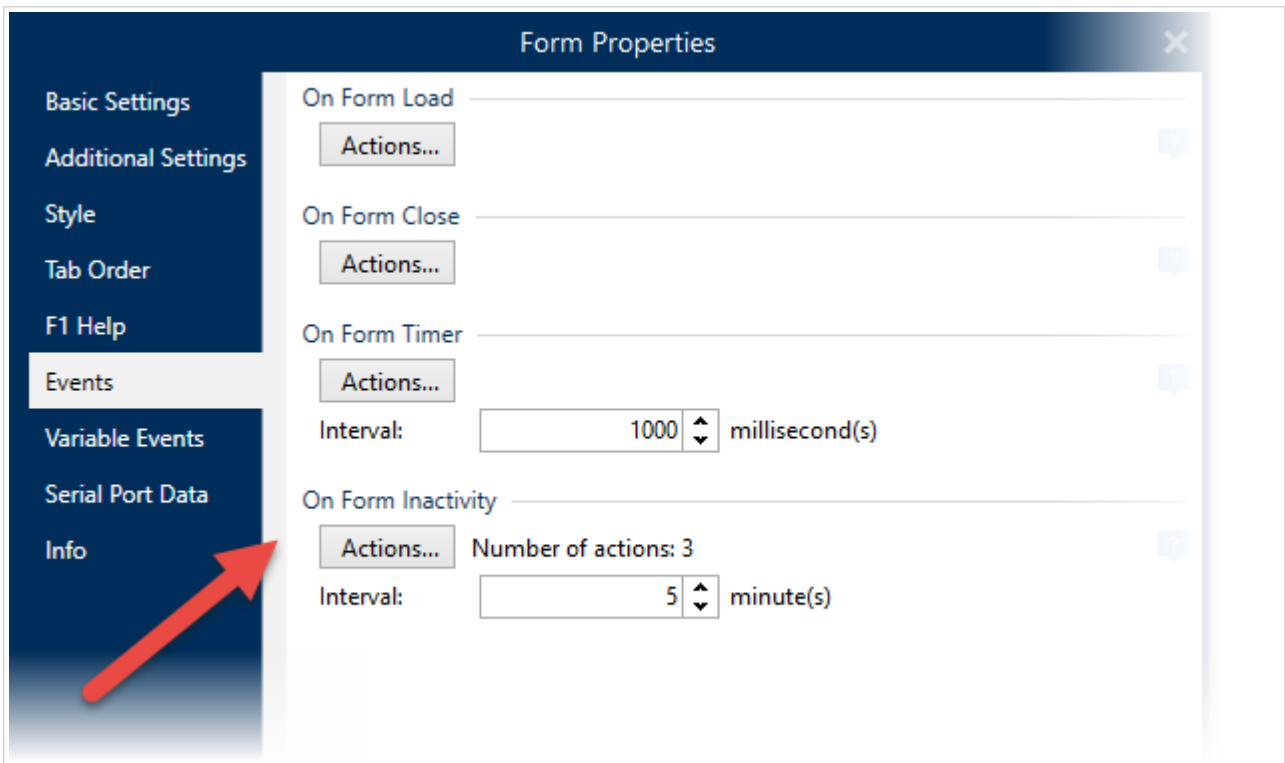 Form Properties
Basic Settings
Additional Settings
Style
Tab Order
F1 Help
Events
Variable Events
Serial Port Data
Info
On Form Load
Actions...
On Form Close
Actions...
On Form Timer
Actions...
Interval: 1000 millisecond(s)
On Form Inactivity
Actions... Number of actions: 3
Interval: 5 minute(s)